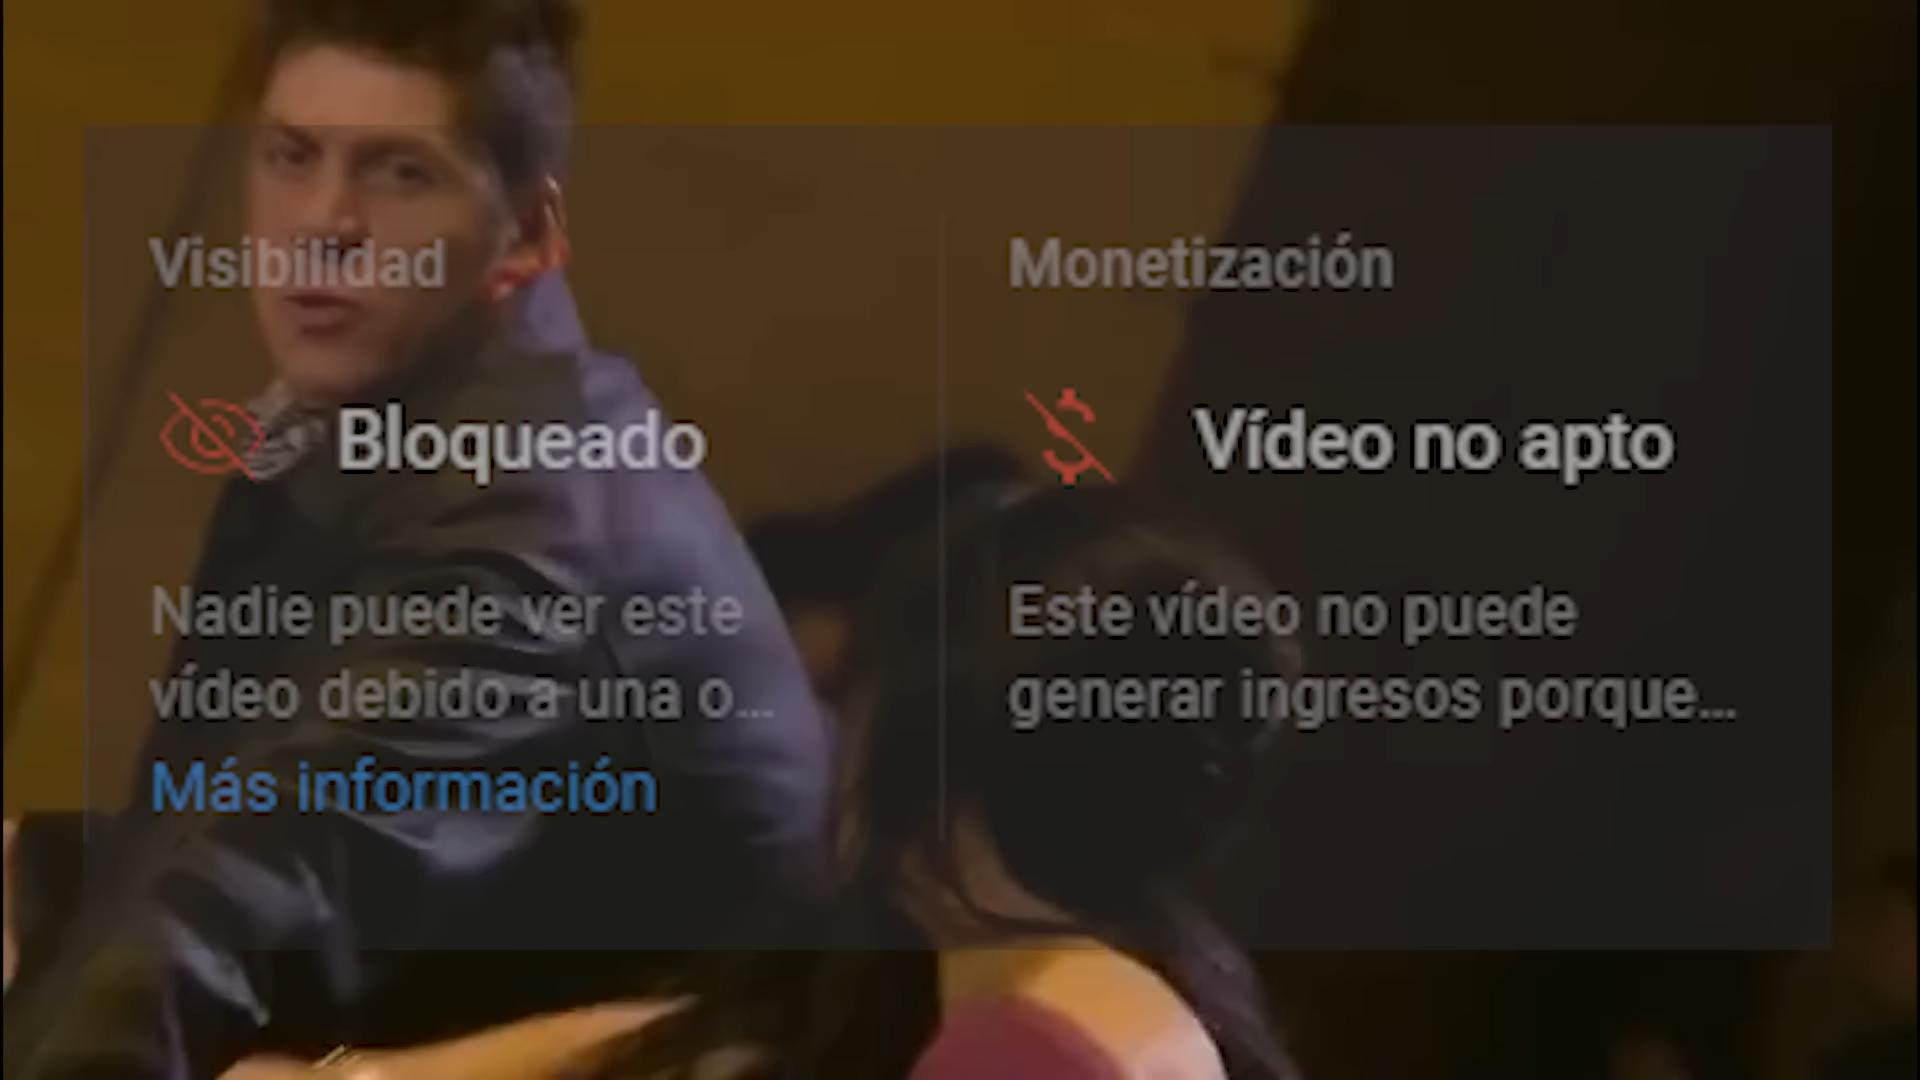 Visibilidad
Bloqueado
Nadie puede ver este
vídeo debido a una o...
Más información
Monetización
Vídeo no apto
Este vídeo no puede
generar ingresos porque...